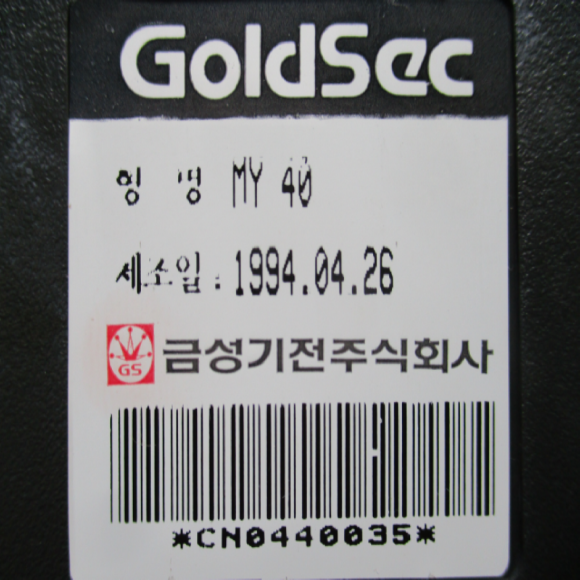 GoldSec
형 명 MY 40
제조일 : 1994.04.26
GS 금성기전주식회사
*CN0440035*